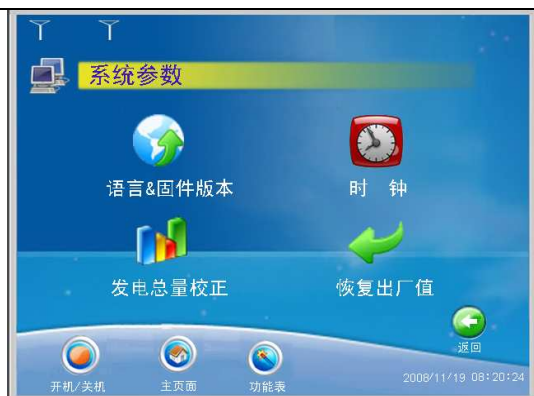 系统参数
语言&固件版本
时 钟
发电总量校正
恢复出厂值
返回
开机/关机
主页面
功能表
2008/11/19 08:20:24